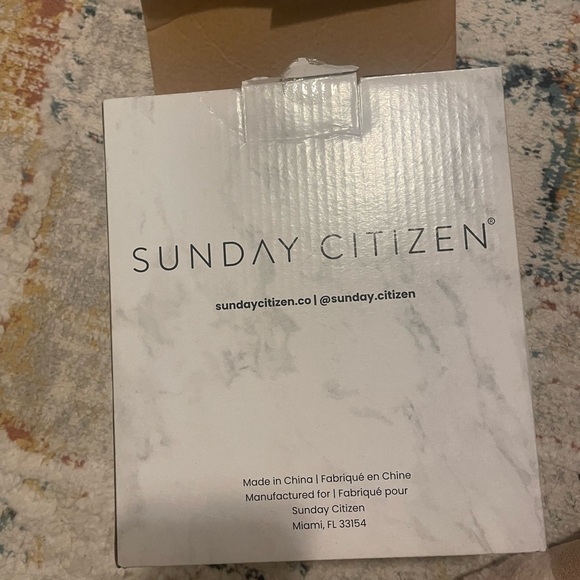 SUNDAY CITIZEN®
sundaycitizen.co | @sunday.citizen
Made in China | Fabriqué en Chine
Manufactured for | Fabriqué pour
Sunday Citizen
Miami, FL 33154